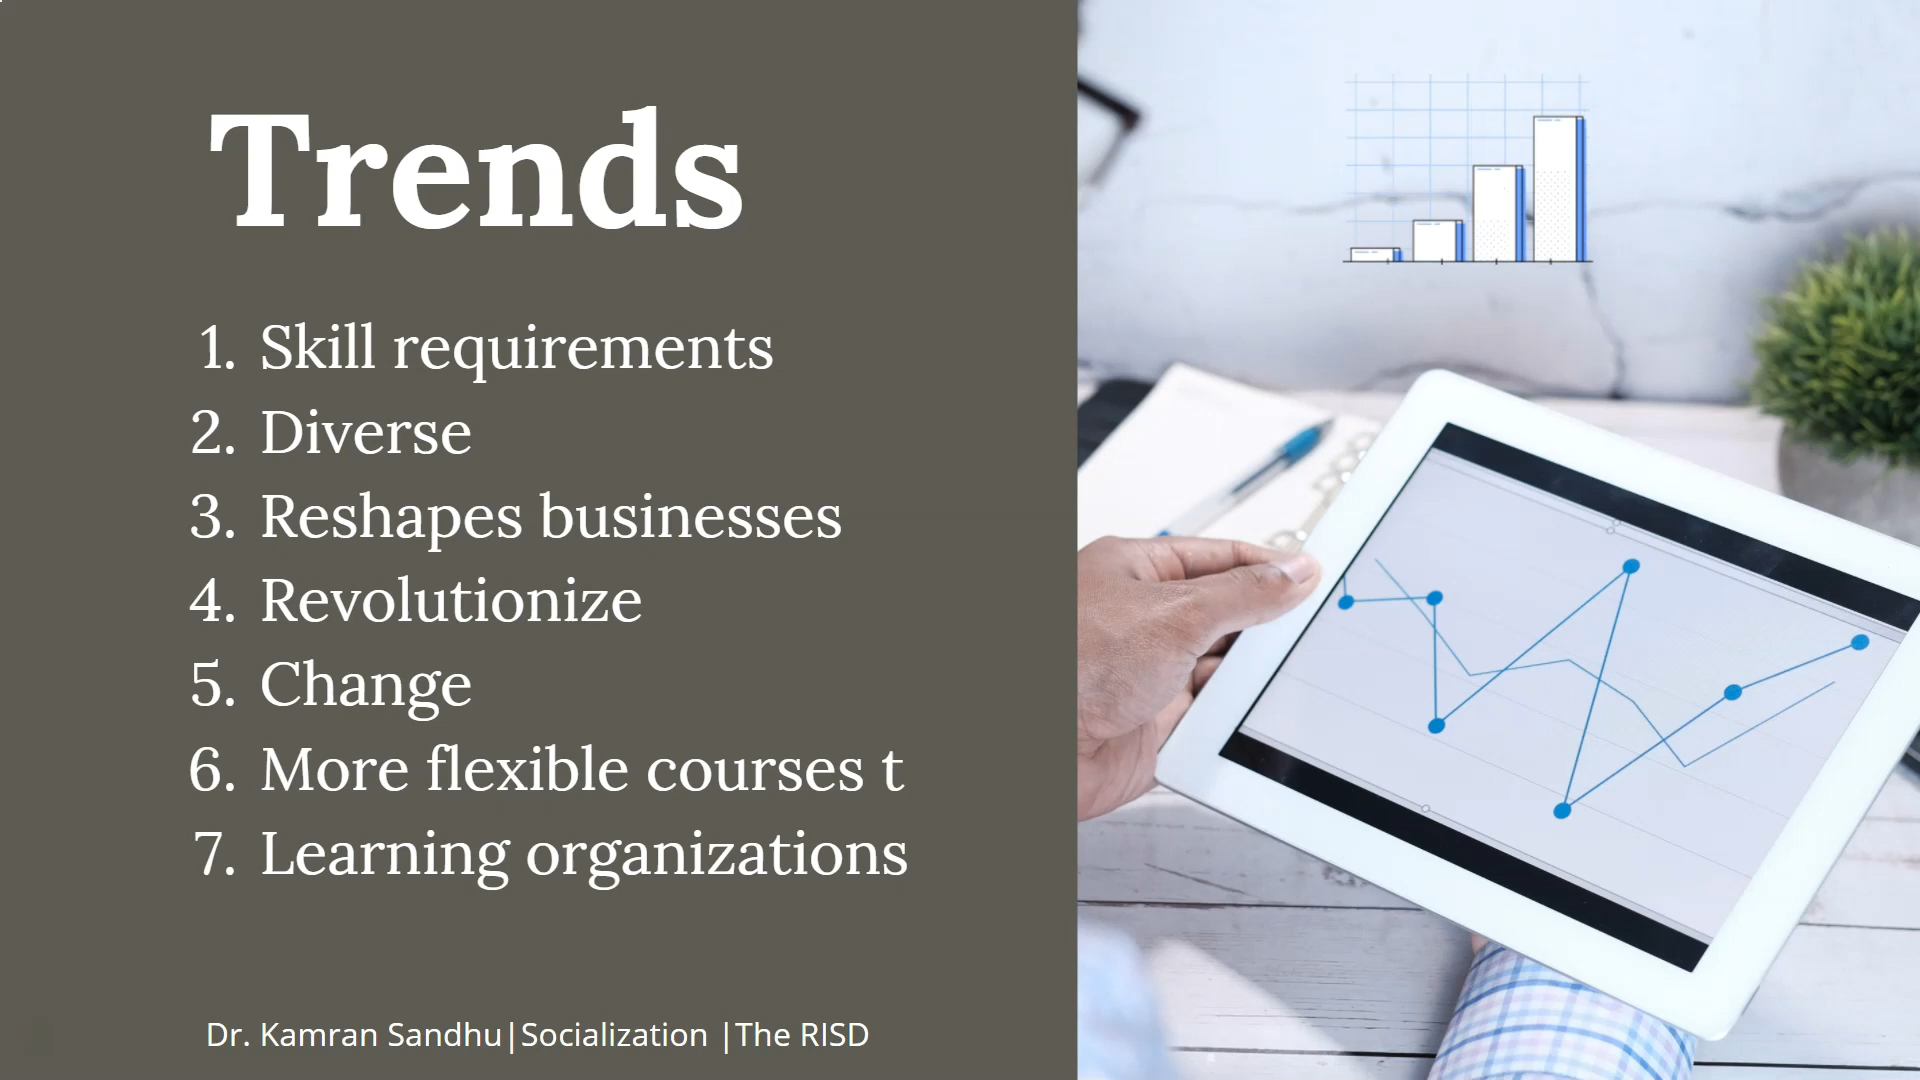 Trends
1. Skill requirements
2. Diverse
3. Reshapes businesses
4. Revolutionize
5. Change
6. More flexible courses t
7. Learning organizations
Dr. Kamran Sandhu|Socialization |The RISD